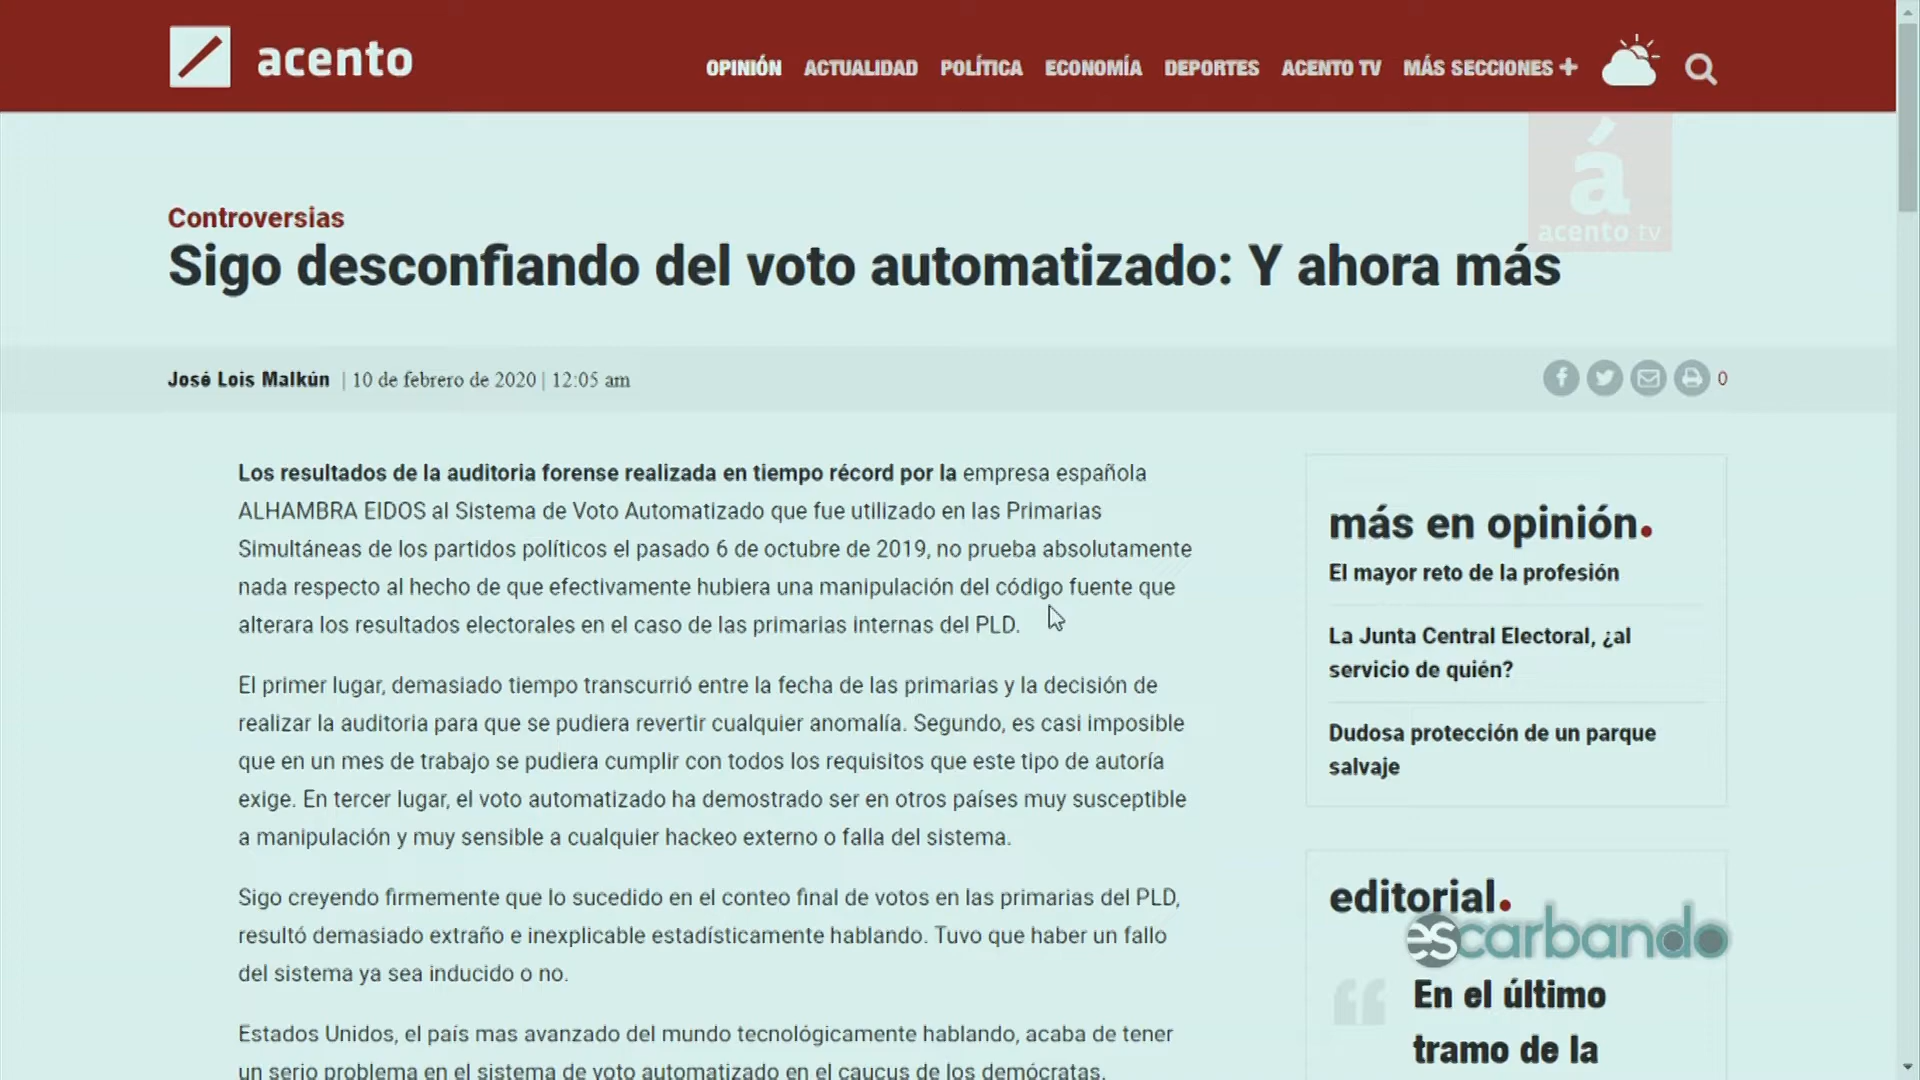 acento
OPINIÓN ACTUALIDAD POLÍTICA ECONOMÍA DEPORTES ACENTO TV MÁS SECCIONES +
á
acento tv
Controversias
Sigo desconfiando del voto automatizado: Y ahora más
José Lois Malkún | 10 de febrero de 2020 | 12:05 am
0
Los resultados de la auditoria forense realizada en tiempo récord por la empresa española
ALHAMBRA EIDOS al Sistema de Voto Automatizado que fue utilizado en las Primarias
Simultáneas de los partidos políticos el pasado 6 de octubre de 2019, no prueba absolutamente
nada respecto al hecho de que efectivamente hubiera una manipulación del código fuente que
alterara los resultados electorales en el caso de las primarias internas del PLD.
El primer lugar, demasiado tiempo transcurrió entre la fecha de las primarias y la decisión de
realizar la auditoria para que se pudiera revertir cualquier anomalía. Segundo, es casi imposible
que en un mes de trabajo se pudiera cumplir con todos los requisitos que este tipo de autoría
exige. En tercer lugar, el voto automatizado ha demostrado ser en otros países muy susceptible
a manipulación y muy sensible a cualquier hackeo externo o falla del sistema.
Sigo creyendo firmemente que lo sucedido en el conteo final de votos en las primarias del PLD,
resultó demasiado extraño e inexplicable estadísticamente hablando. Tuvo que haber un fallo
del sistema ya sea inducido o no.
Estados Unidos, el país mas avanzado del mundo tecnológicamente hablando, acaba de tener
un serio problema en el sistema de voto automatizado en el caucus de los demócratas.
más en opinión.
El mayor reto de la profesión
La Junta Central Electoral, ¿al
servicio de quién?
Dudosa protección de un parque
salvaje
editorial.
escarbando
“
En el último
tramo de la